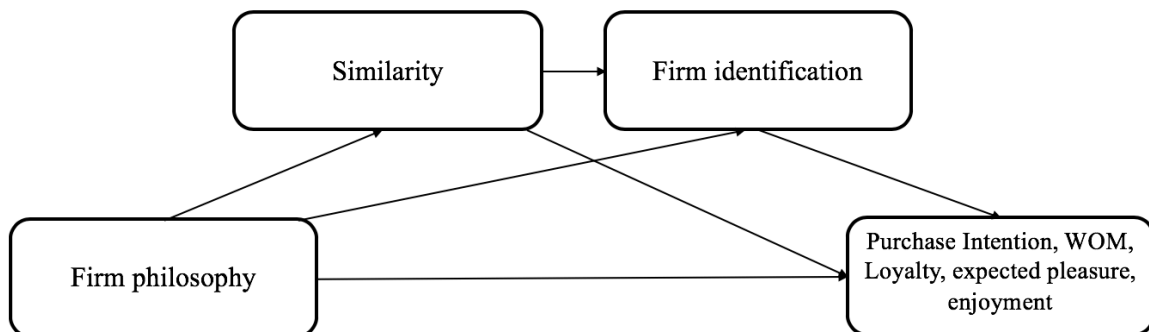 Similarity
Firm identification
Firm philosophy
Purchase Intention, WOM,
Loyalty, expected pleasure,
enjoyment